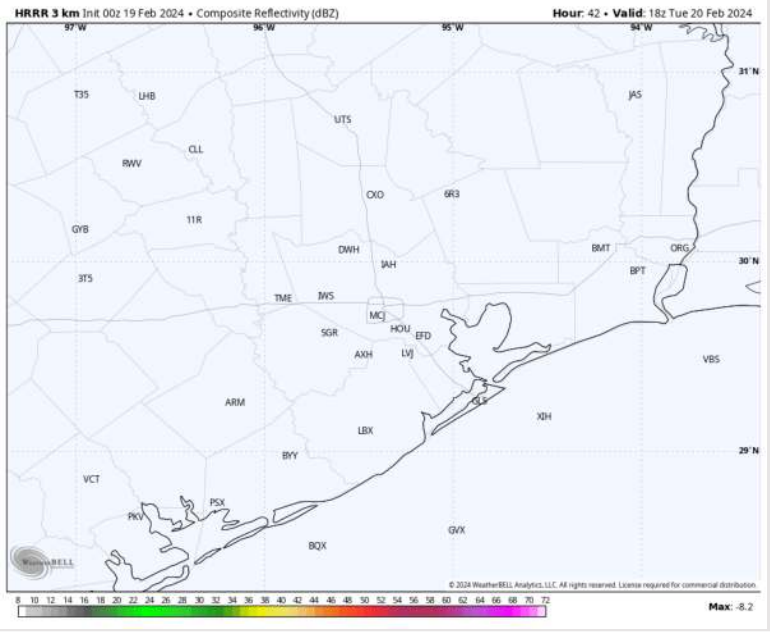 HRRR 3 km Init 00z 19 Feb 2024 • Composite Reflectivity (dBZ) Hour: 42 • Valid: 18z Tue 20 Feb 2024
97°W 96°W 95°W 94°W
31°N
T35 LHB JAS
UTS
CLL
RWV
CXO 6R3
11R
GYB
DWH BMT ORG
30°N
IAH BPT
3T5
TME IWS
MCJ
SGR HOU EFD
AXH LVJ VBS
ARM GLS
XIH
LBX
29°N
BYY
VCT
PSX
PKV
GVX
BQX
WeatherBELL
© 2024 WeatherBELL Analytics, LLC. All rights reserved. License required for commercial distribution.
8 10 12 14 16 18 20 22 24 26 28 30 32 34 36 38 40 42 44 46 48 50 52 54 56 58 60 62 64 66 68 70 72
Max: -8.2